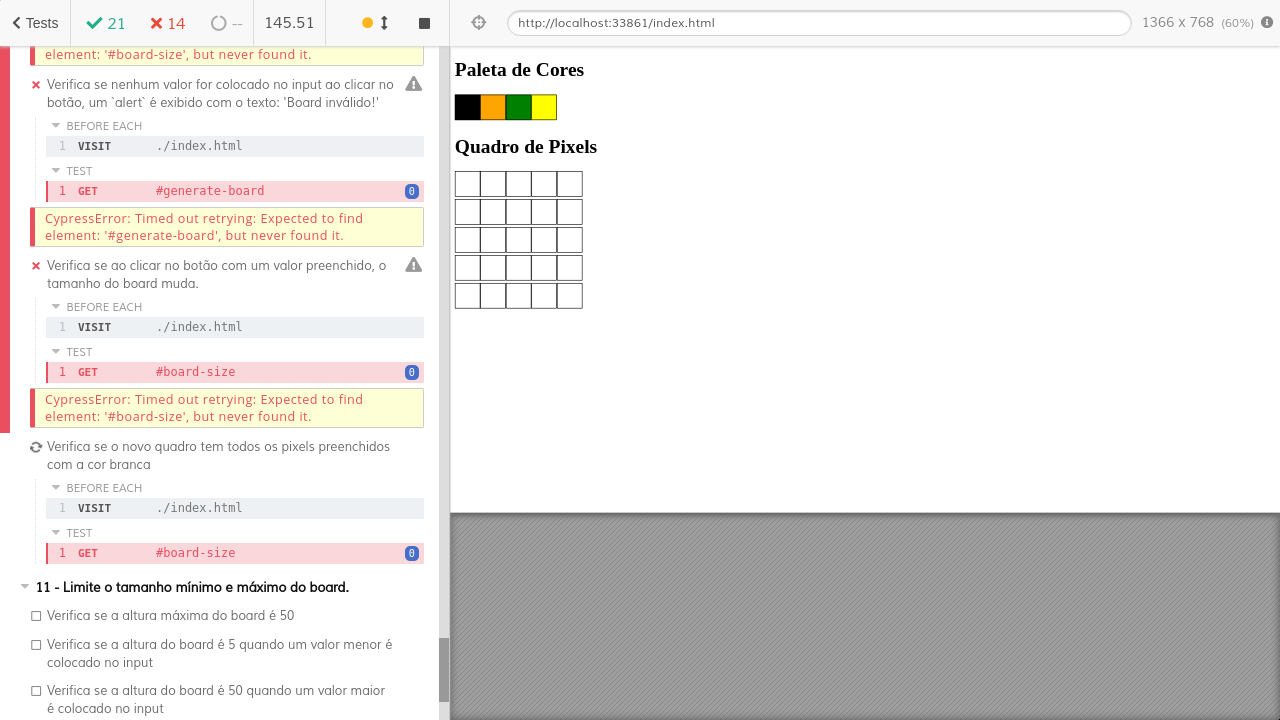 Tests 21 14 -- 145.51 http://localhost:33861/index.html 1366 x 768 (60%)
element: '#board-size', but never found it.
Verifica se nenhum valor for colocado no input ao clicar no
botão, um `alert` é exibido com o texto: 'Board inválido!'
BEFORE EACH
1 VISIT ./index.html
TEST
1 GET #generate-board 0
CypressError: Timed out retrying: Expected to find
element: '#generate-board', but never found it.
Verifica se ao clicar no botão com um valor preenchido, o
tamanho do board muda.
BEFORE EACH
1 VISIT ./index.html
TEST
1 GET #board-size 0
CypressError: Timed out retrying: Expected to find
element: '#board-size', but never found it.
Verifica se o novo quadro tem todos os pixels preenchidos
com a cor branca
BEFORE EACH
1 VISIT ./index.html
TEST
1 GET #board-size 0
11 - Limite o tamanho mínimo e máximo do board.
Verifica se a altura máxima do board é 50
Verifica se a altura do board é 5 quando um valor menor é
colocado no input
Verifica se a altura do board é 50 quando um valor maior
é colocado no input
Paleta de Cores
Quadro de Pixels